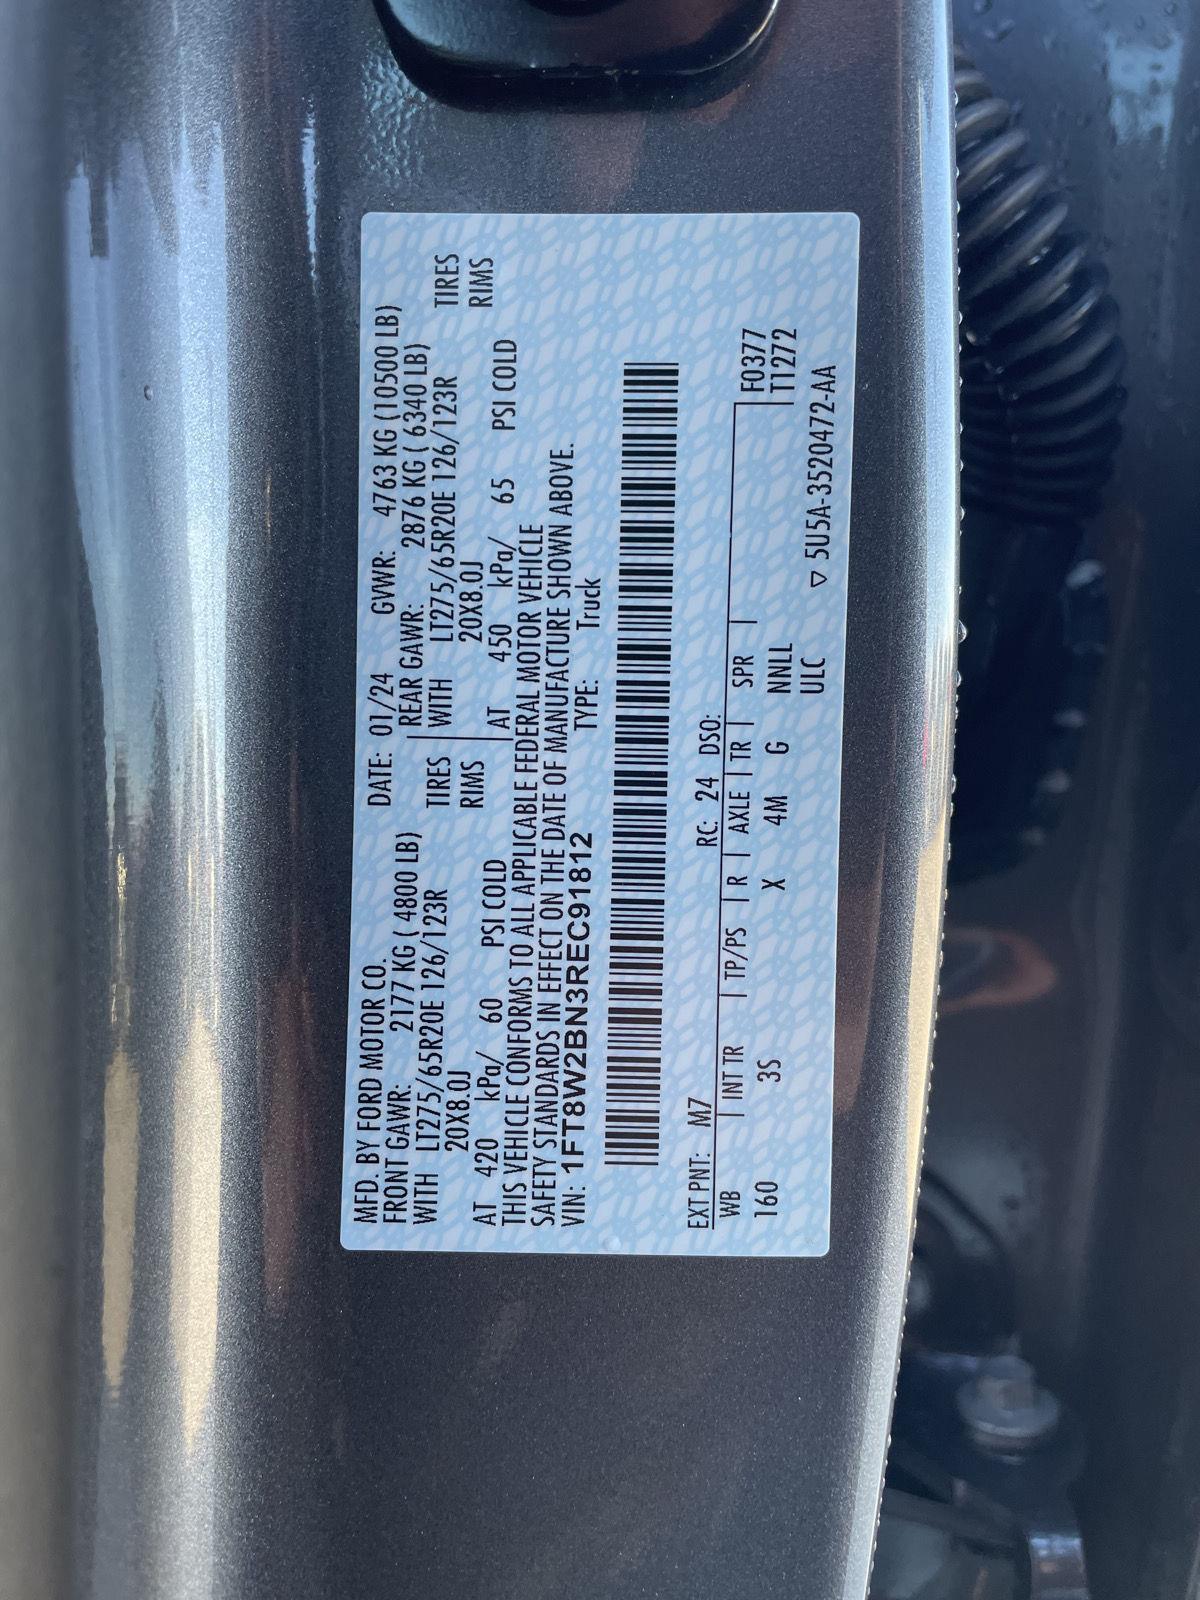 MFD. BY FORD MOTOR CO. DATE: 01/24 GVWR: 4763 KG (10500 LB)
FRONT GAWR: 2177 KG ( 4800 LB) REAR GAWR: 2876 KG ( 6340 LB)
WITH LT275/65R20E 126/123R TIRES WITH LT275/65R20E 126/123R TIRES
20X8.0J RIMS 20X8.0J RIMS
AT 420 kPa/ 60 PSI COLD AT 450 kPa/ 65 PSI COLD
THIS VEHICLE CONFORMS TO ALL APPLICABLE FEDERAL MOTOR VEHICLE
SAFETY STANDARDS IN EFFECT ON THE DATE OF MANUFACTURE SHOWN ABOVE.
VIN: 1FT8W2BN3REC91812 TYPE: Truck
EXT PNT: M7 RC: 24 DSO: F0377
WB INT TR TP/PS R AXLE TR SPR T1272
160 3S X 4M G NNLL
ULC ▽ 5U5A-3520472-AA